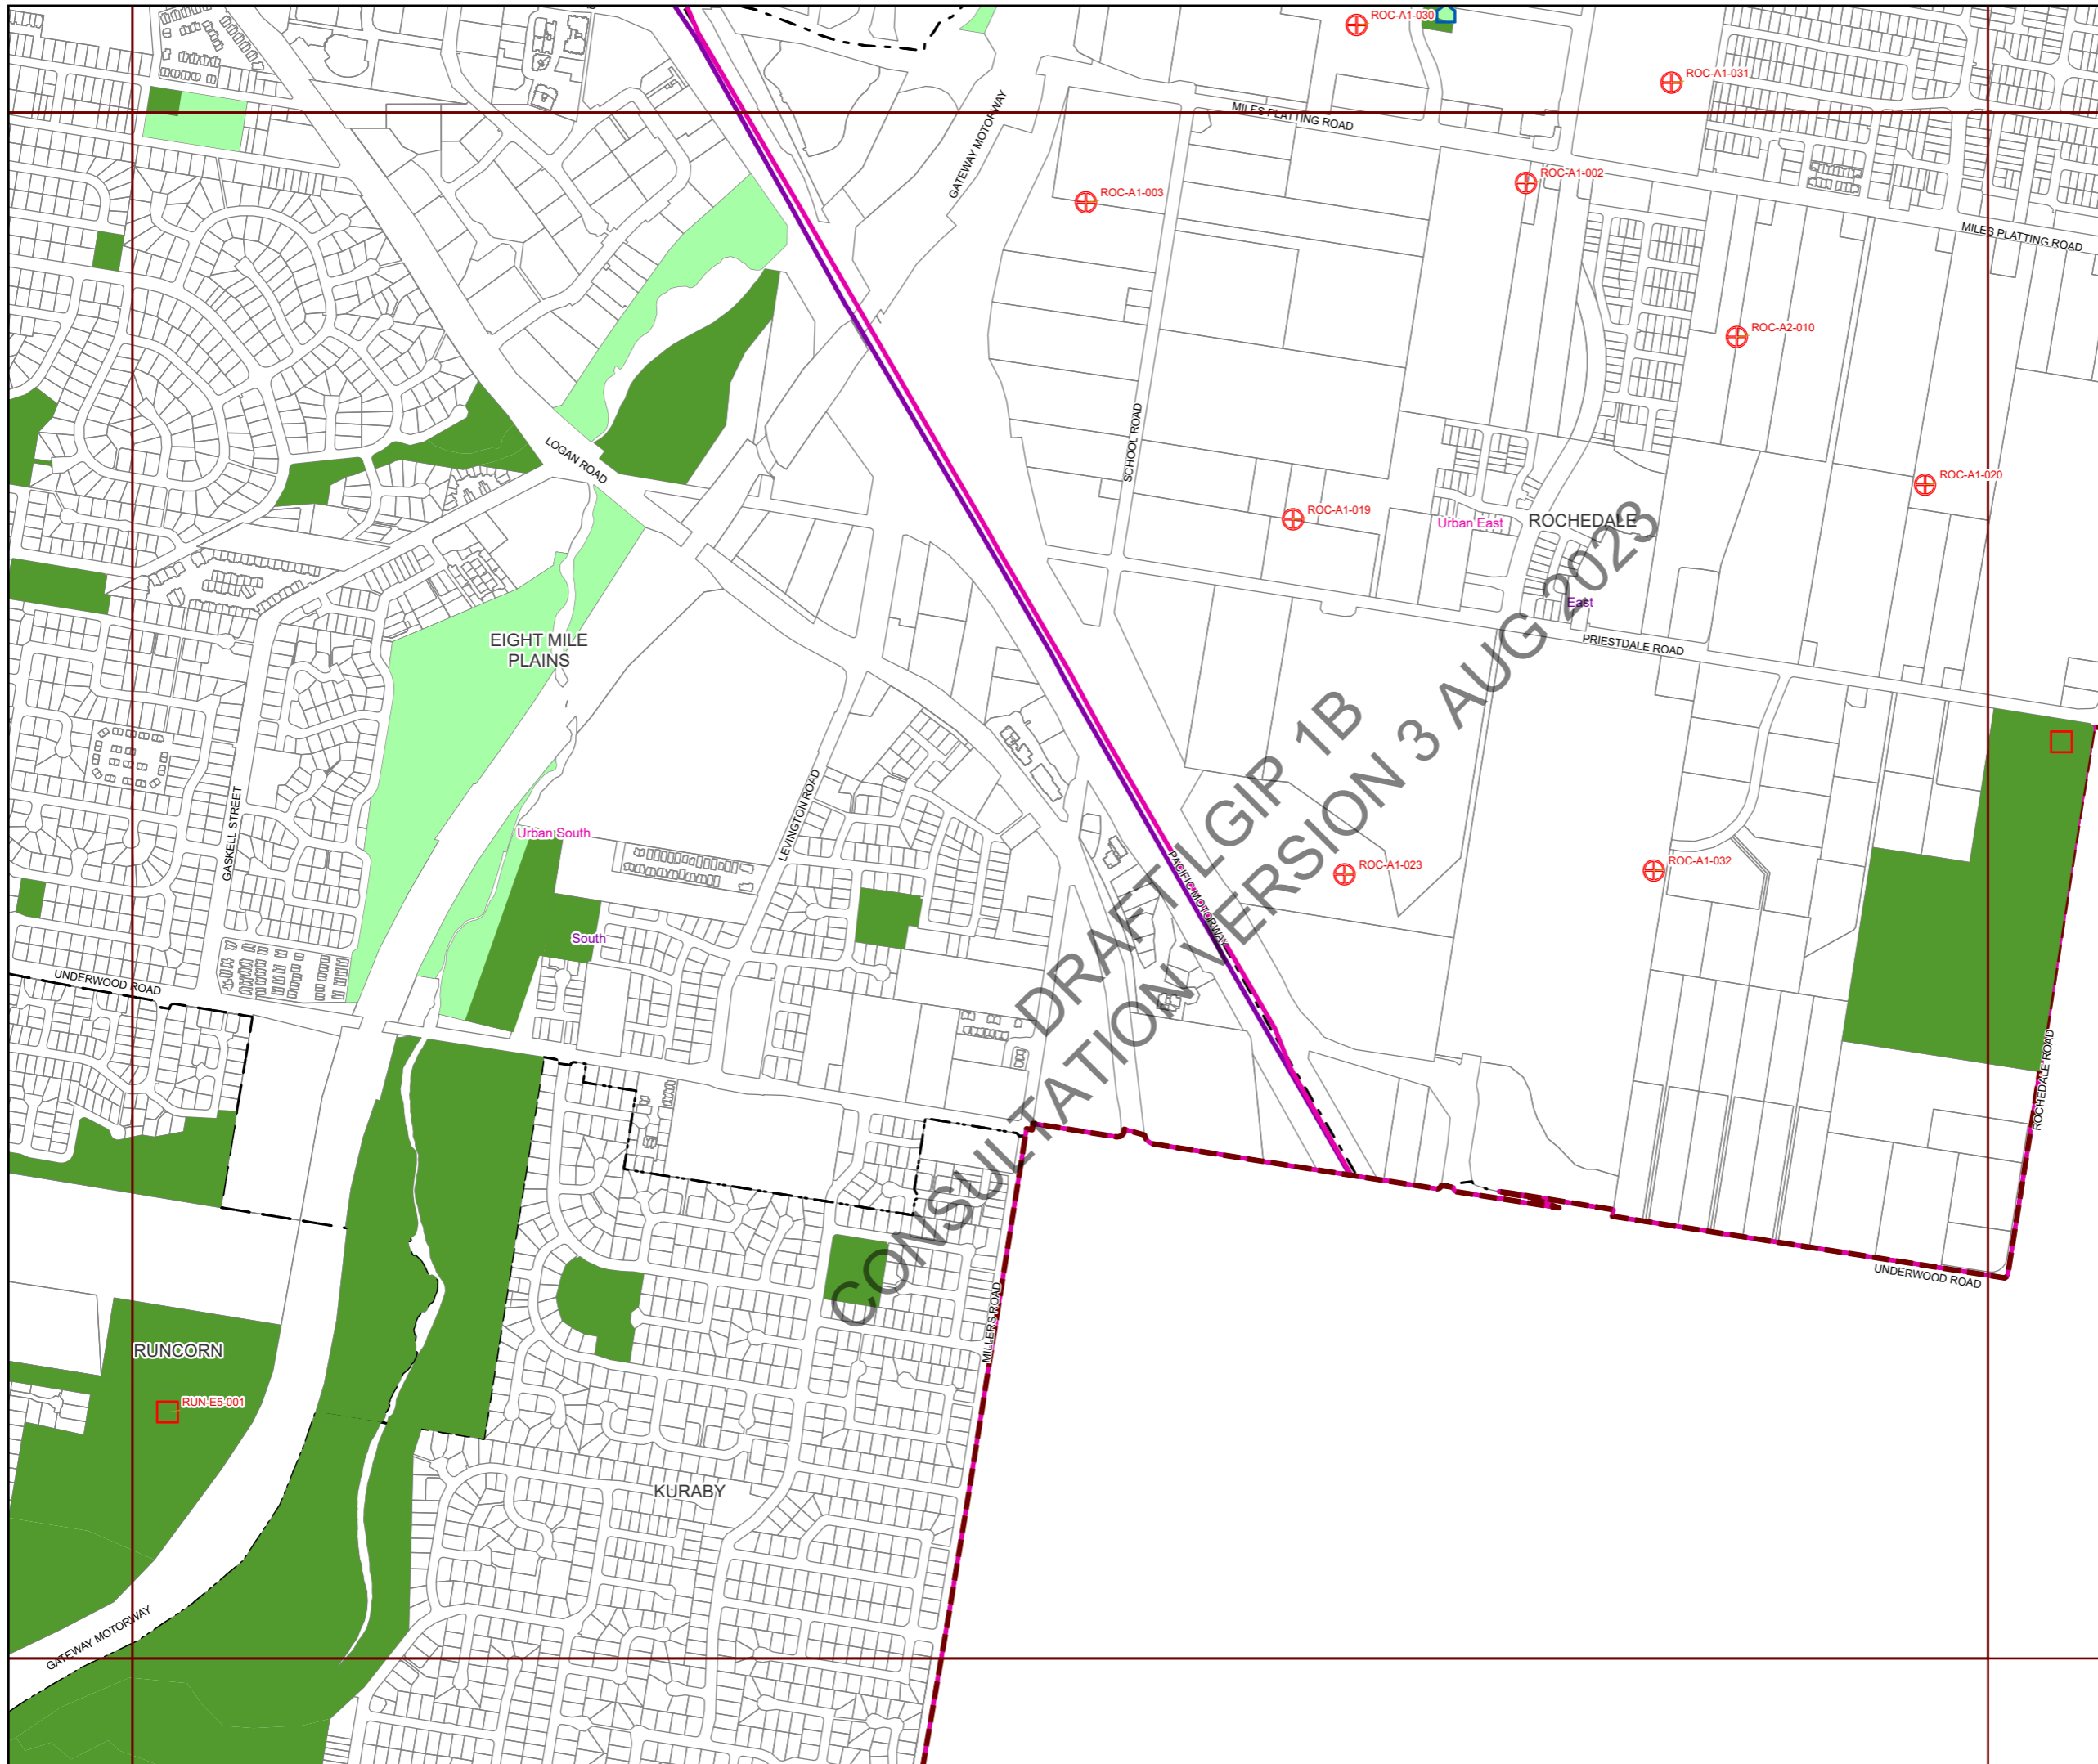 ROC-A1-030
ROC-A1-031
MILES PLATTING ROAD
GATEWAY MOTORWAY
ROC-A1-003
ROC-A1-002
MILES PLATTING ROAD
ROC-A2-010
LOGAN ROAD
SCHOOL ROAD
ROC-A1-020
ROC-A1-019
Urban East
ROCHEDALE
East
PRIESTDALE ROAD
EIGHT MILE
PLAINS
GASKELL STREET
LEVINGTON ROAD
Urban South
PACIFIC MOTORWAY
ROC-A1-023
ROC-A1-032
South
UNDERWOOD ROAD
DRAFT LGIP 1B
CONSULTATION VERSION 3 AUG 2023
ROCHEDALE ROAD
UNDERWOOD ROAD
MILLERS ROAD
RUNCORN
RUN-E5-001
KURABY
GATEWAY MOTORWAY